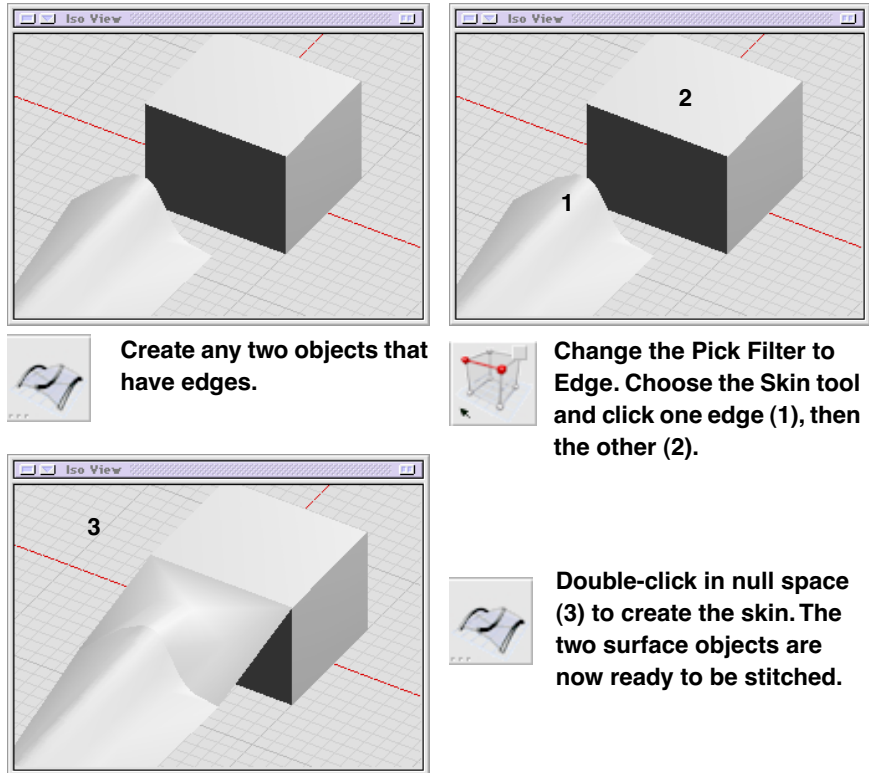 Iso View
Iso View
2
1
Create any two objects that
have edges.
Change the Pick Filter to
Edge. Choose the Skin tool
and click one edge (1), then
the other (2).
Iso View
3
Double-click in null space
(3) to create the skin. The
two surface objects are
now ready to be stitched.